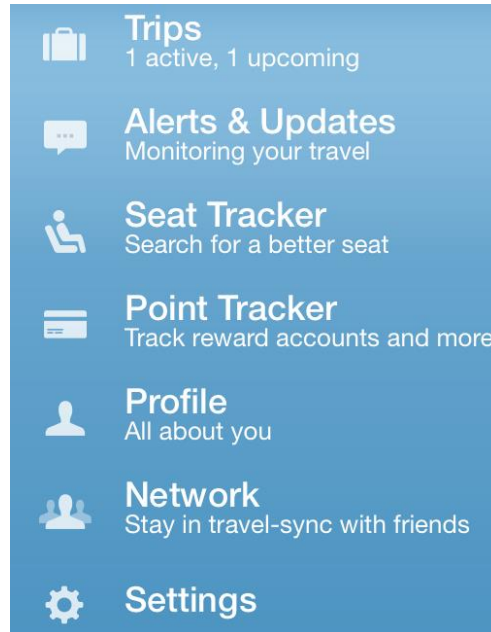 Trips
1 active, 1 upcoming
Alerts & Updates
Monitoring your travel
Seat Tracker
Search for a better seat
Point Tracker
Track reward accounts and more
Profile
All about you
Network
Stay in travel-sync with friends
Settings